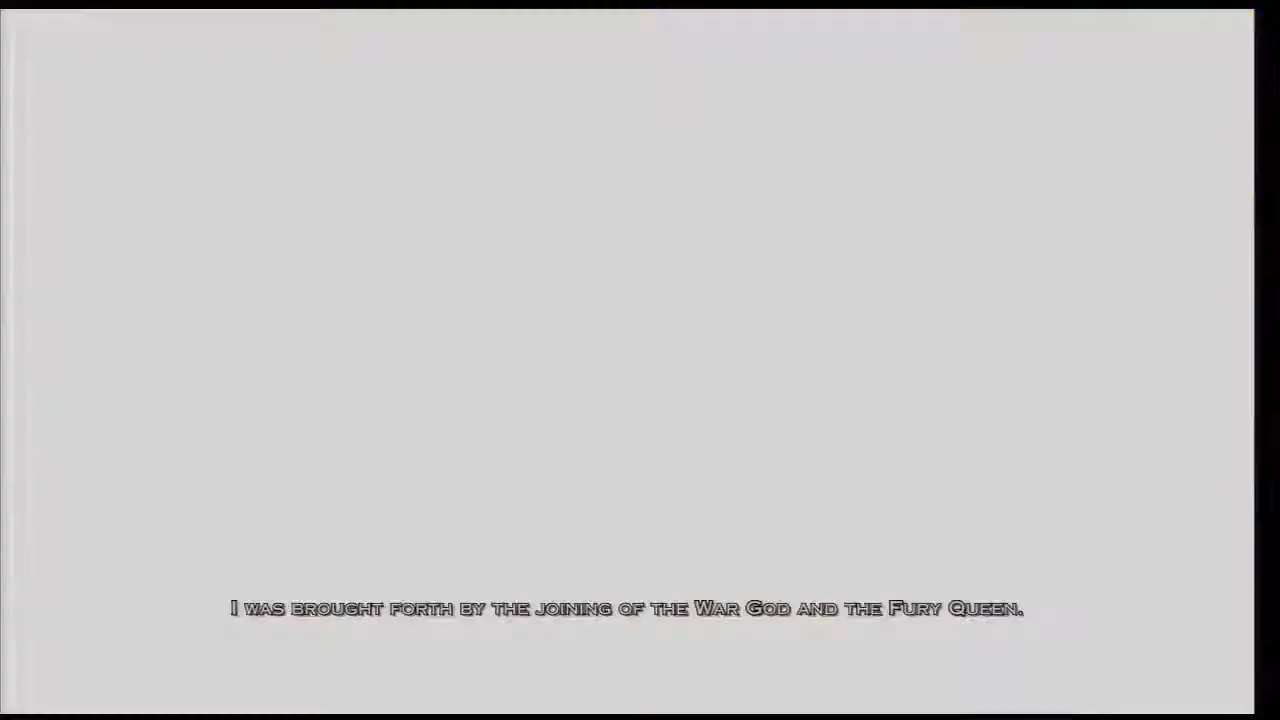 I was brought forth by the joining of the War God and the Fury Queen.